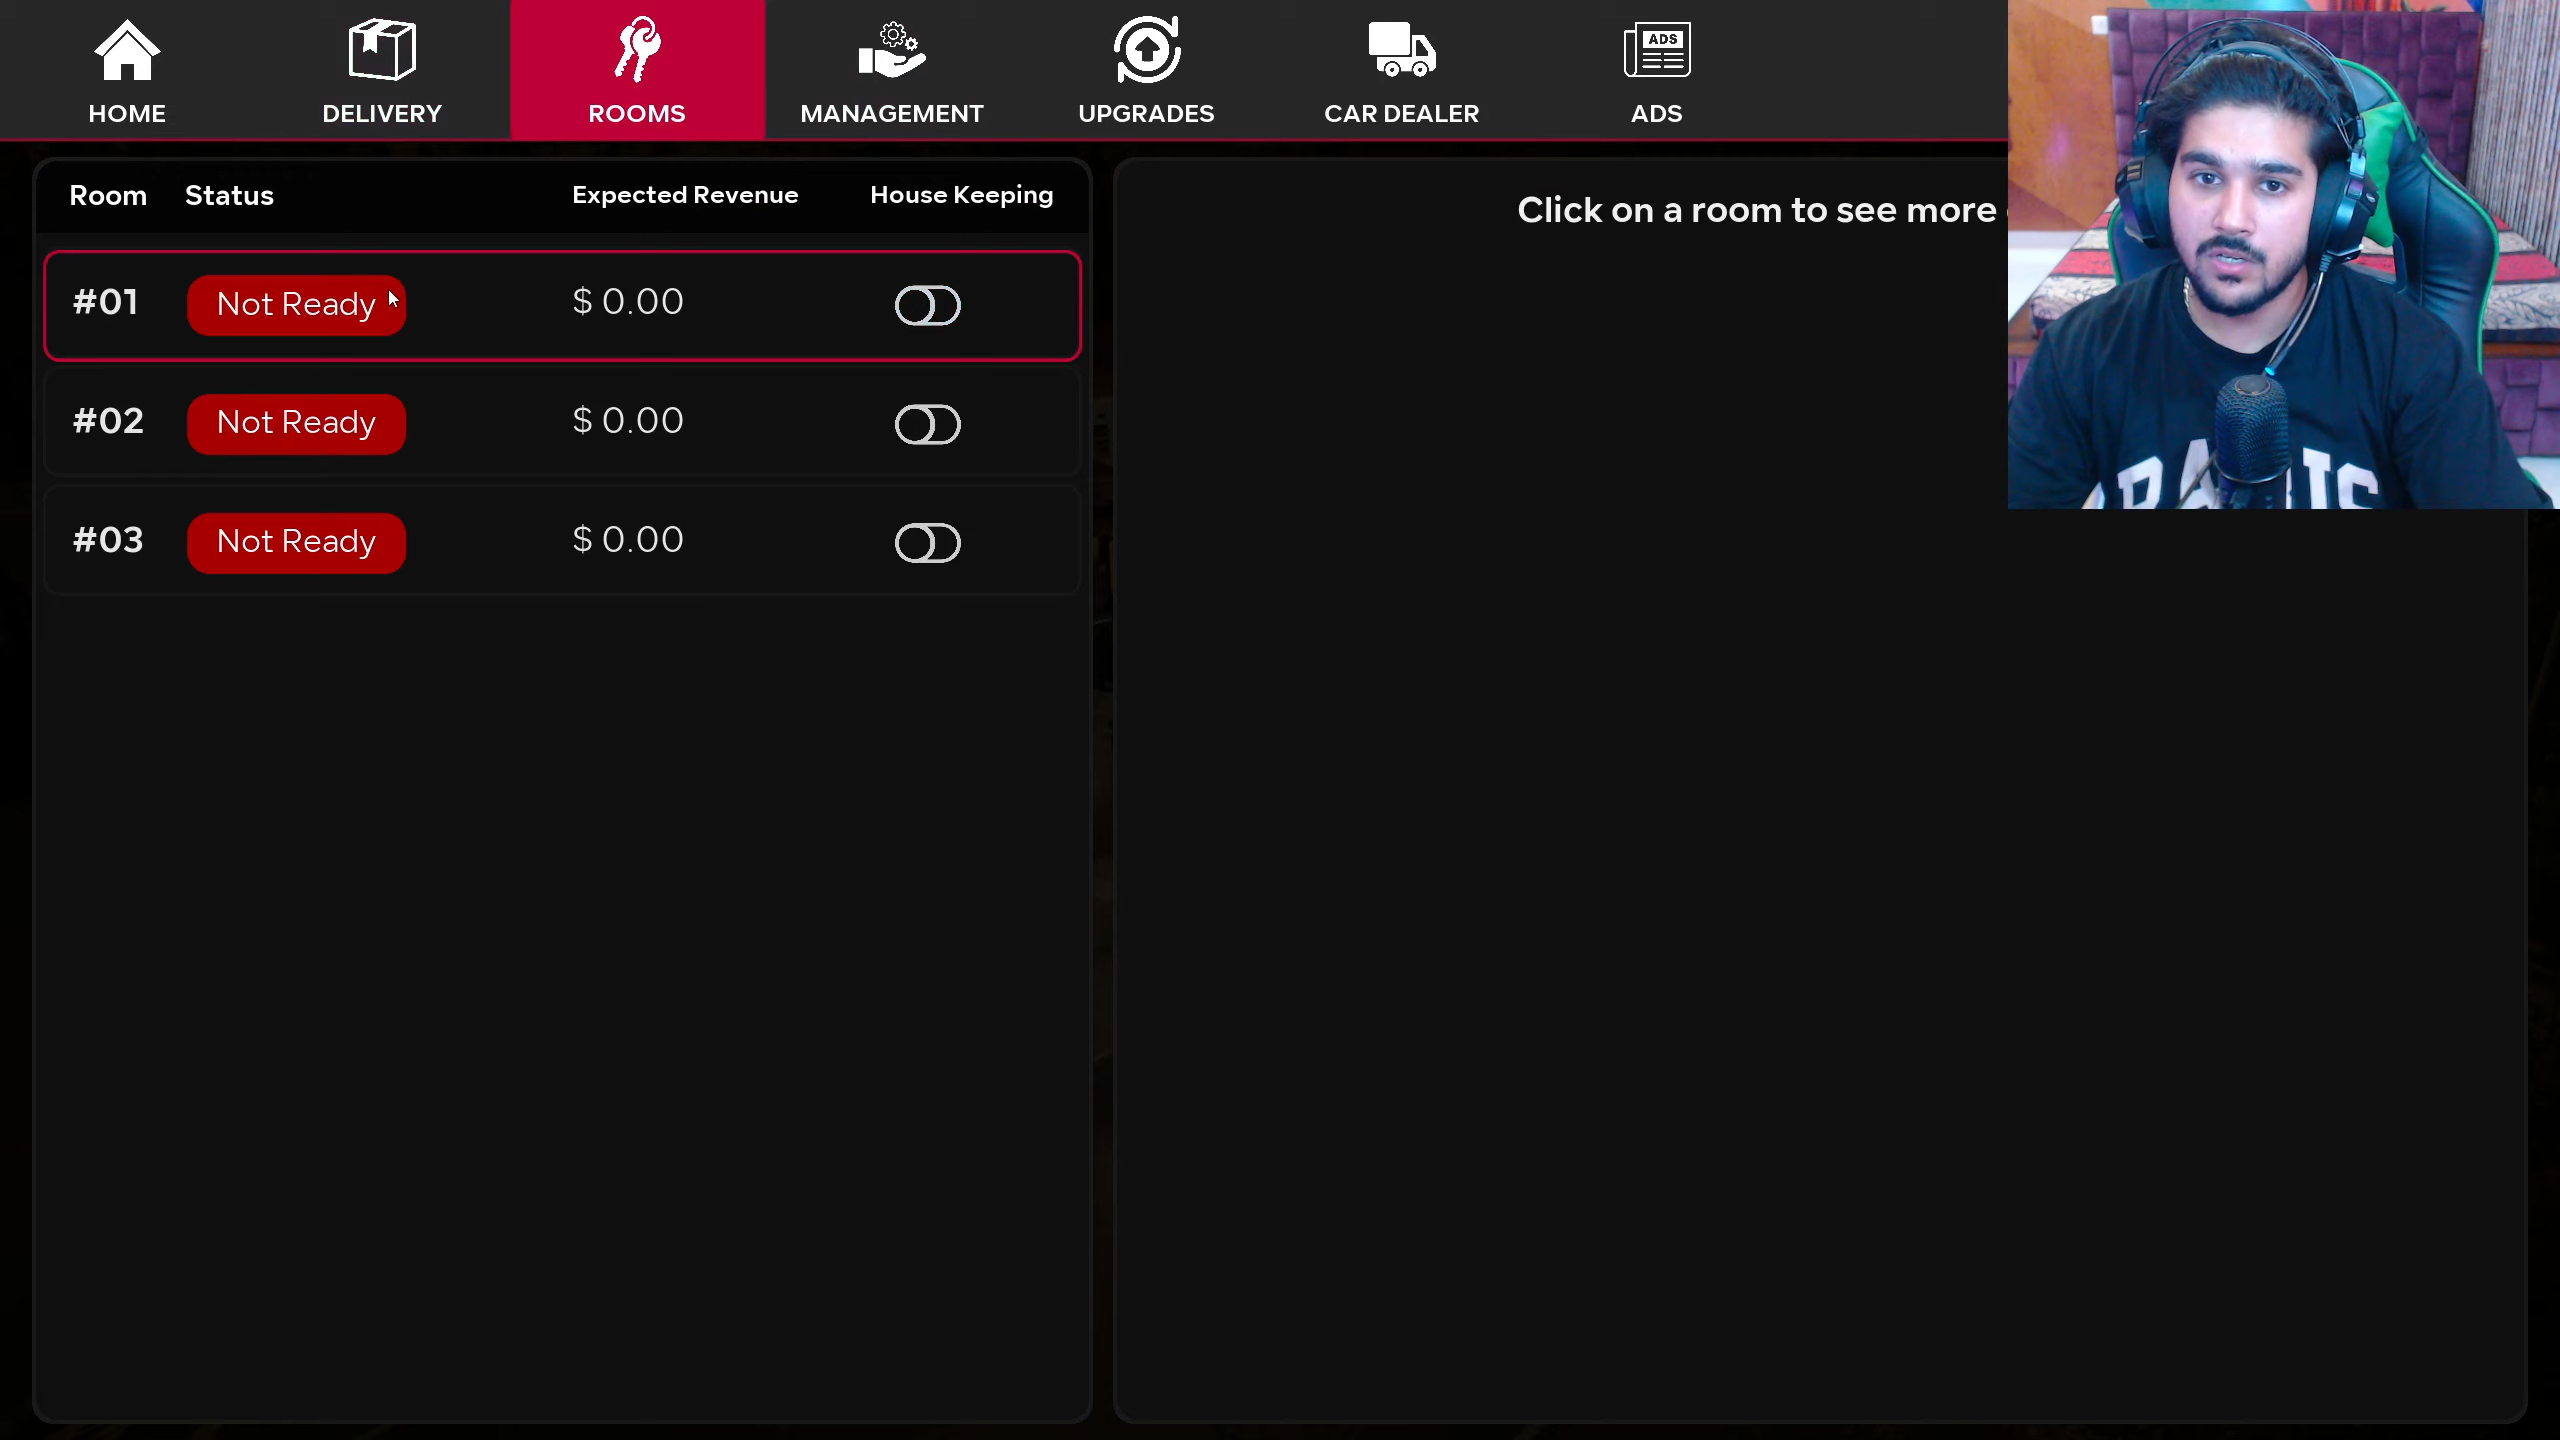 HOME
DELIVERY
ROOMS
MANAGEMENT
UPGRADES
CAR DEALER
ADS
ADS
Room Status Expected Revenue House Keeping
Click on a room to see more
#01 Not Ready $ 0.00
#02 Not Ready $ 0.00
#03 Not Ready $ 0.00